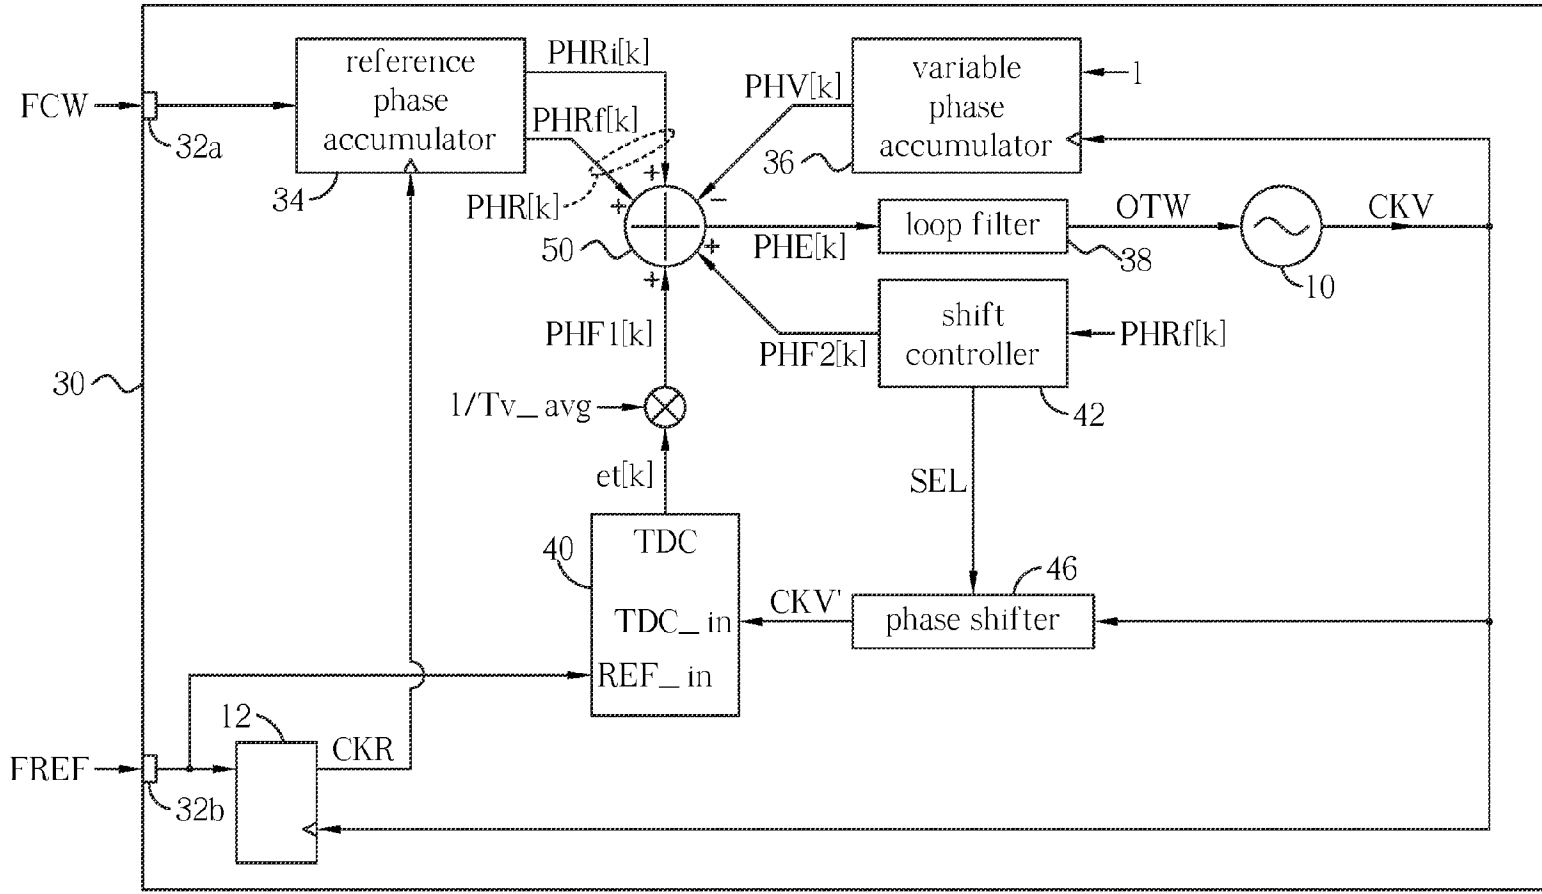 FCW
32a
reference
phase
accumulator
34
PHRi[k]
PHRf[k]
PHR[k]
PHV[k]
variable
phase
accumulator
36
1
+
+
-
+
+
50
PHE[k]
loop filter
38
OTW
10
CKV
PHF1[k]
PHF2[k]
shift
controller
42
PHRf[k]
30
1/Tv_avg
et[k]
SEL
40
TDC
TDC_in
REF_in
CKV'
46
phase shifter
12
CKR
FREF
32b